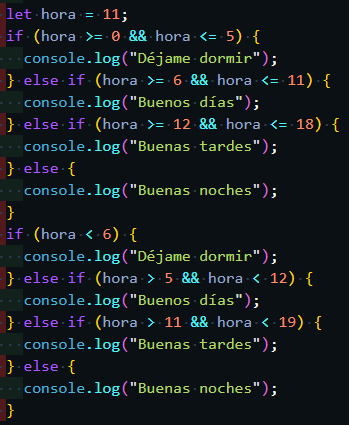 let hora = 11;
if (hora >= 0 && hora <= 5) {
  console.log("Déjame dormir");
} else if (hora >= 6 && hora <= 11) {
  console.log("Buenos días");
} else if (hora >= 12 && hora <= 18) {
  console.log("Buenas tardes");
} else {
  console.log("Buenas noches");
}
if (hora < 6) {
  console.log("Déjame dormir");
} else if (hora > 5 && hora < 12) {
  console.log("Buenos días");
} else if (hora > 11 && hora < 19) {
  console.log("Buenas tardes");
} else {
  console.log("Buenas noches");
}